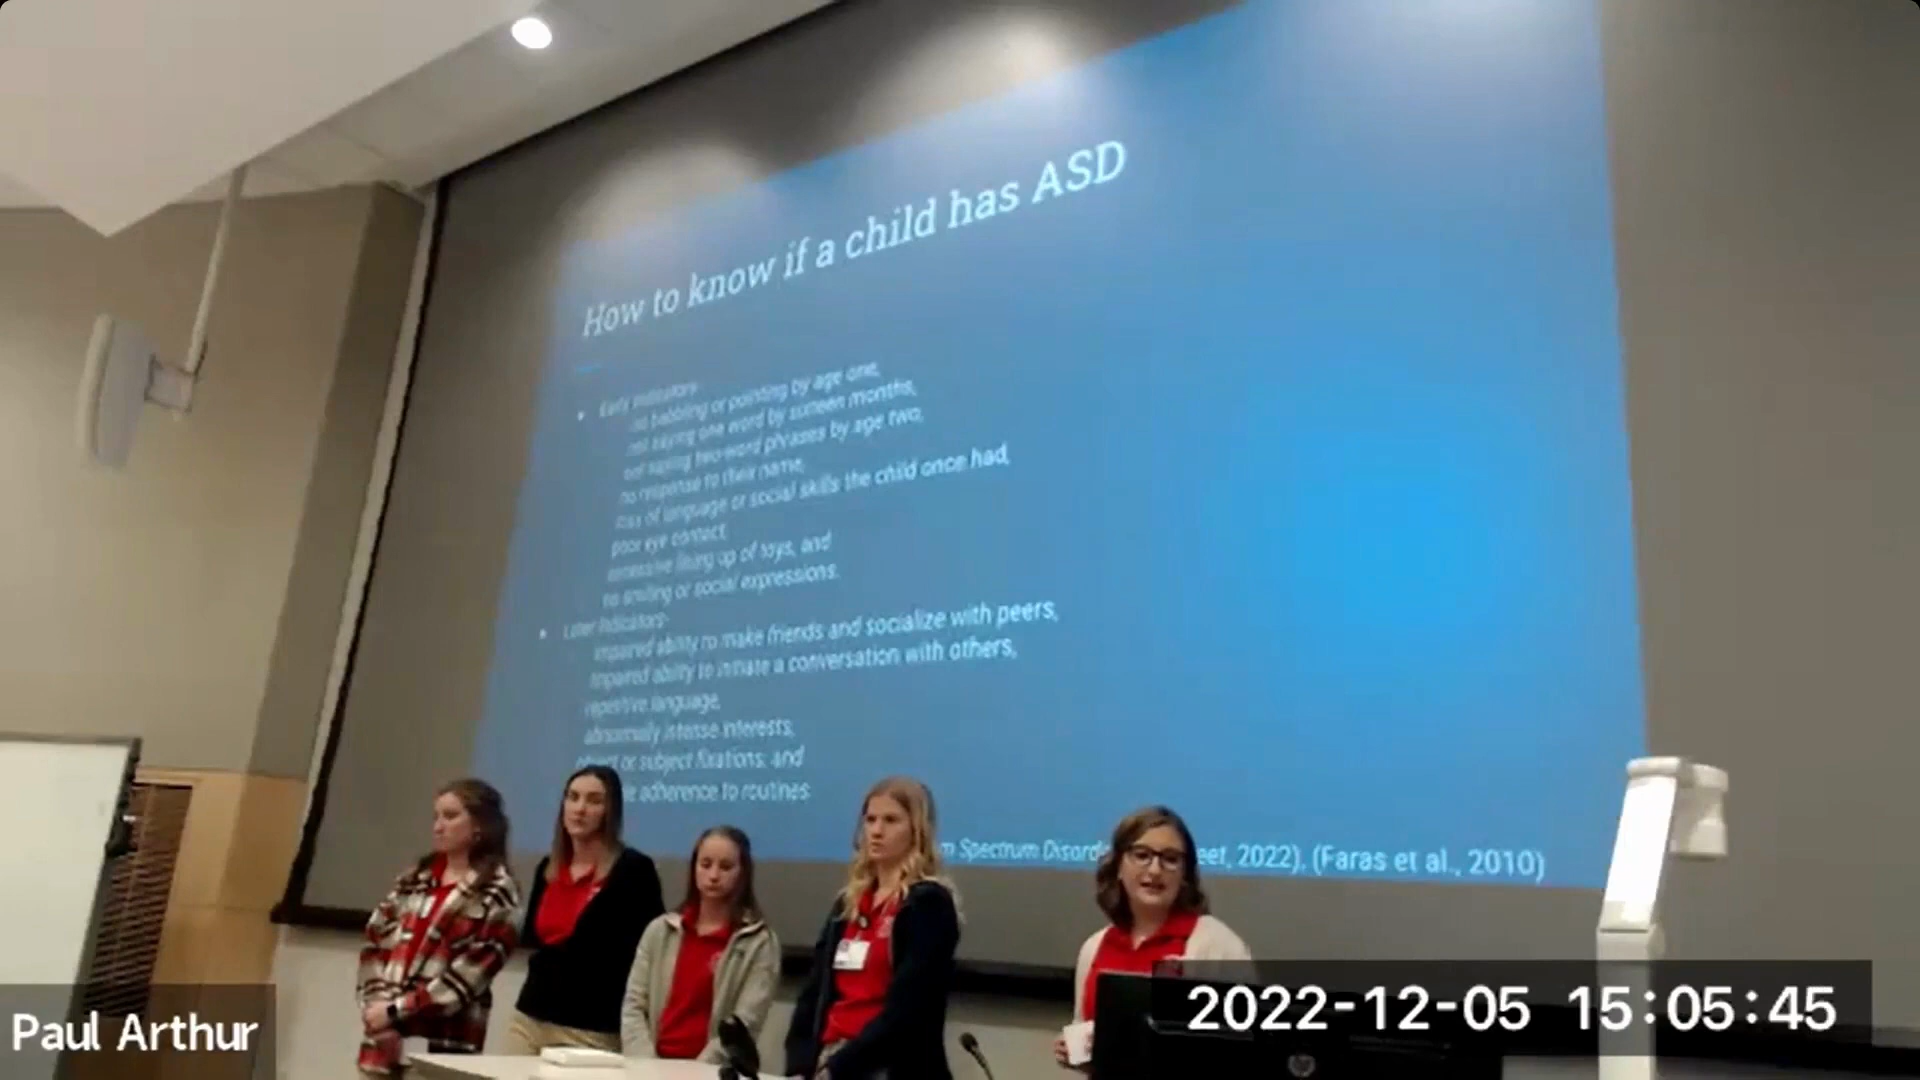 How to know if a child has ASD
Early indicators-
no babbling or pointing by age one,
not saying one word by sixteen months,
not saying two-word phrases by age two,
no response to their name,
loss of language or social skills the child once had,
poor eye contact,
excessive lining up of toys, and
no smiling or social expressions.
Later indicators-
impaired ability to make friends and socialize with peers,
impaired ability to initiate a conversation with others,
repetitive language,
abnormally intense interests,
object or subject fixations, and
adherence to routines
Spectrum 2022), (Faras et al., 2010)
Paul Arthur
2022-12-05 15:05:45